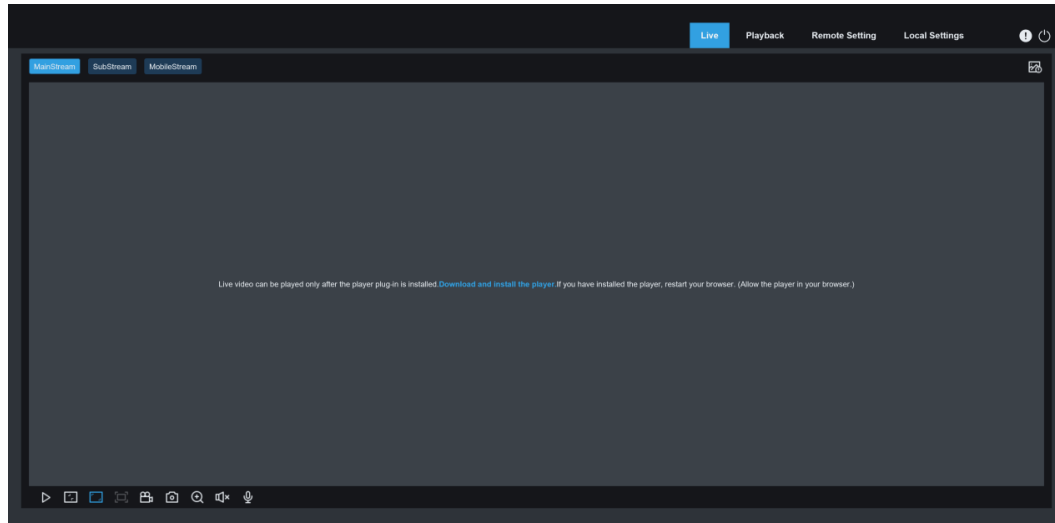 Live Playback Remote Setting Local Settings
MainStream SubStream MobileStream
Live video can be played only after the player plug-in is installed.Download and install the player.If you have installed the player, restart your browser. (Allow the player in your browser.)